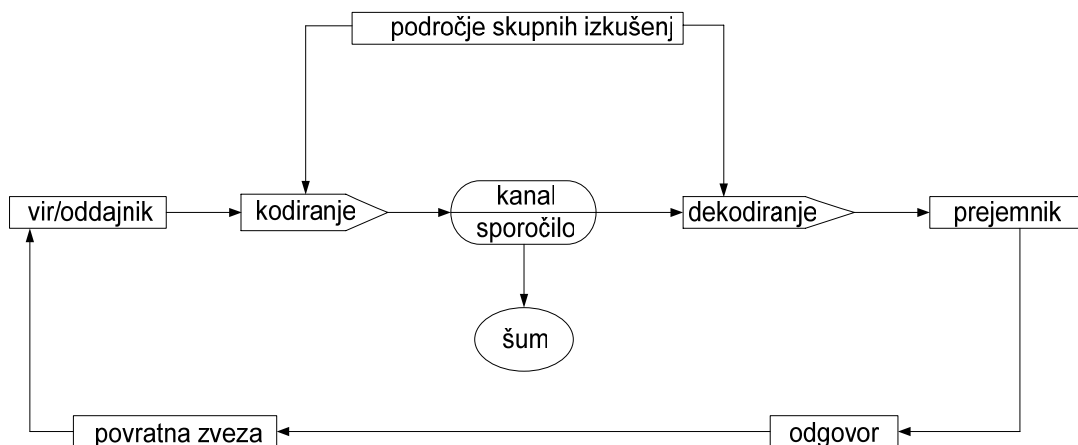 področje skupnih izkušenj
vir/oddajnik
kodiranje
kanal
sporočilo
dekodiranje
prejemnik
šum
povratna zveza
odgovor